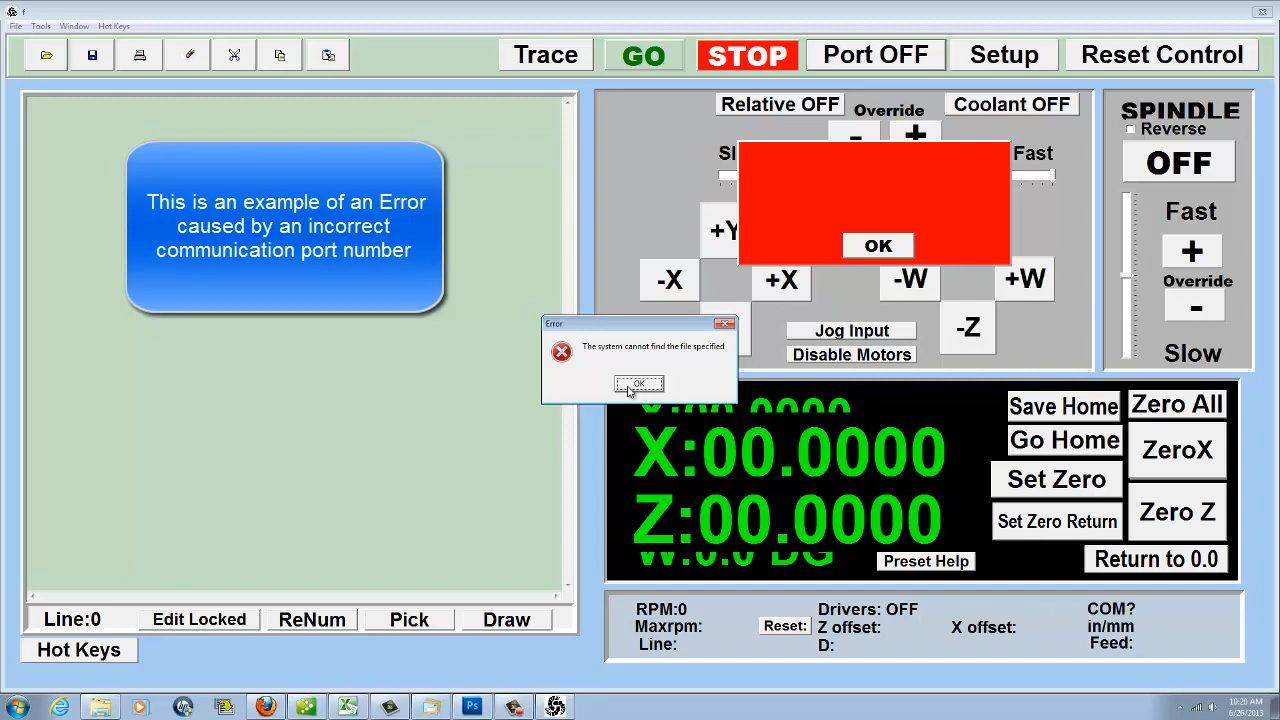 f
File Tools Window Hot Keys
Trace GO STOP Port OFF Setup Reset Control
Relative OFF Override Coolant OFF
- +
Fast
+X
-X
-W
+W
-Z
OK
Jog Input
Disable Motors
SPINDLE
Reverse
OFF
Fast
+
Override
-
Slow
This is an example of an Error
caused by an incorrect
communication port number
Error
The system cannot find the file specified
OK
X:00.0000
Z:00.0000
Save Home
Go Home
Set Zero
Set Zero Return
Preset Help
Zero All
ZeroX
Zero Z
Return to 0.0
Line:0 Edit Locked ReNum Pick Draw
Hot Keys
RPM:0 Drivers: OFF COM?
Maxrpm: Reset: Z offset: X offset: in/mm
Line: D: Feed:
10:20 AM
6/26/2013